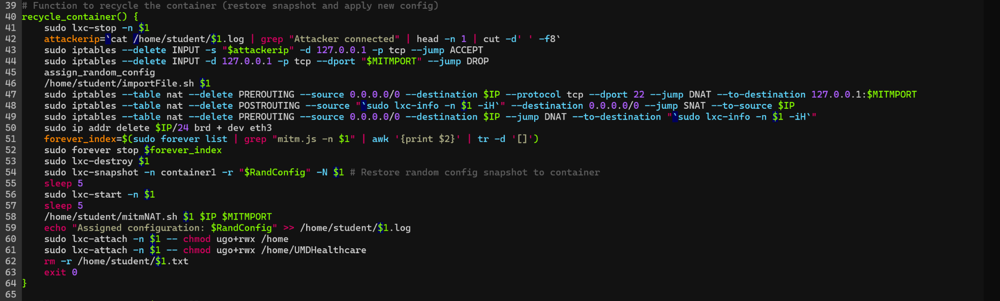 39 # Function to recycle the container (restore snapshot and apply new config)
40 recycle_container() {
41     sudo lxc-stop -n $1
42     attackerip=`cat /home/student/$1.log | grep "Attacker connected" | head -n 1 | cut -d' ' -f8`
43     sudo iptables --delete INPUT -s "$attackerip" -d 127.0.0.1 -p tcp --jump ACCEPT
44     sudo iptables --delete INPUT -d 127.0.0.1 -p tcp --dport "$MITMPORT" --jump DROP
45     assign_random_config
46     /home/student/importFile.sh $1
47     sudo iptables --table nat --delete PREROUTING --source 0.0.0.0/0 --destination $IP --protocol tcp --dport 22 --jump DNAT --to-destination 127.0.0.1:$MITMPORT
48     sudo iptables --table nat --delete POSTROUTING --source "`sudo lxc-info -n $1 -iH`" --destination 0.0.0.0/0 --jump SNAT --to-source $IP
49     sudo iptables --table nat --delete PREROUTING --source 0.0.0.0/0 --destination $IP --jump DNAT --to-destination "`sudo lxc-info -n $1 -iH`"
50     sudo ip addr delete $IP/24 brd + dev eth3
51     forever_index=$(sudo forever list | grep "mitm.js -n $1" | awk '{print $2}' | tr -d '[]')
52     sudo forever stop $forever_index
53     sudo lxc-destroy $1
54     sudo lxc-snapshot -n container1 -r "$RandConfig" -N $1 # Restore random config snapshot to container
55     sleep 5
56     sudo lxc-start -n $1
57     sleep 5
58     /home/student/mitmNAT.sh $1 $IP $MITMPORT
59     echo "Assigned configuration: $RandConfig" >> /home/student/$1.log
60     sudo lxc-attach -n $1 -- chmod ugo+rwx /home
61     sudo lxc-attach -n $1 -- chmod ugo+rwx /home/UMDHealthcare
62     rm -r /home/student/$1.txt
63     exit 0
64 }
65